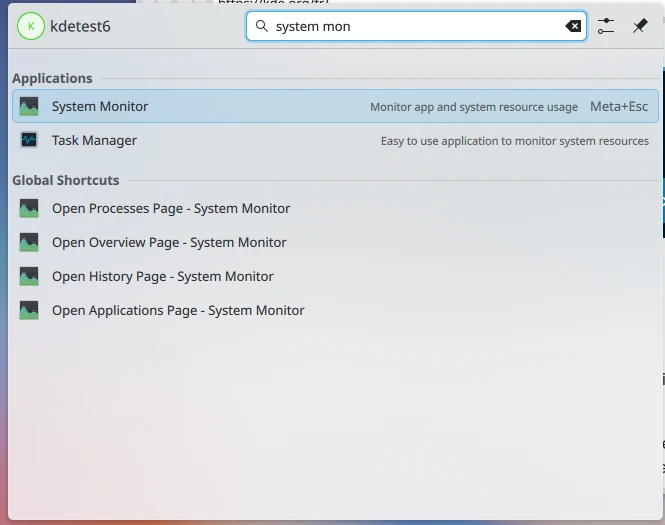 K kdetest6 system mon
Applications
System Monitor Monitor app and system resource usage Meta+Esc
Task Manager Easy to use application to monitor system resources
Global Shortcuts
Open Processes Page - System Monitor
Open Overview Page - System Monitor
Open History Page - System Monitor
Open Applications Page - System Monitor